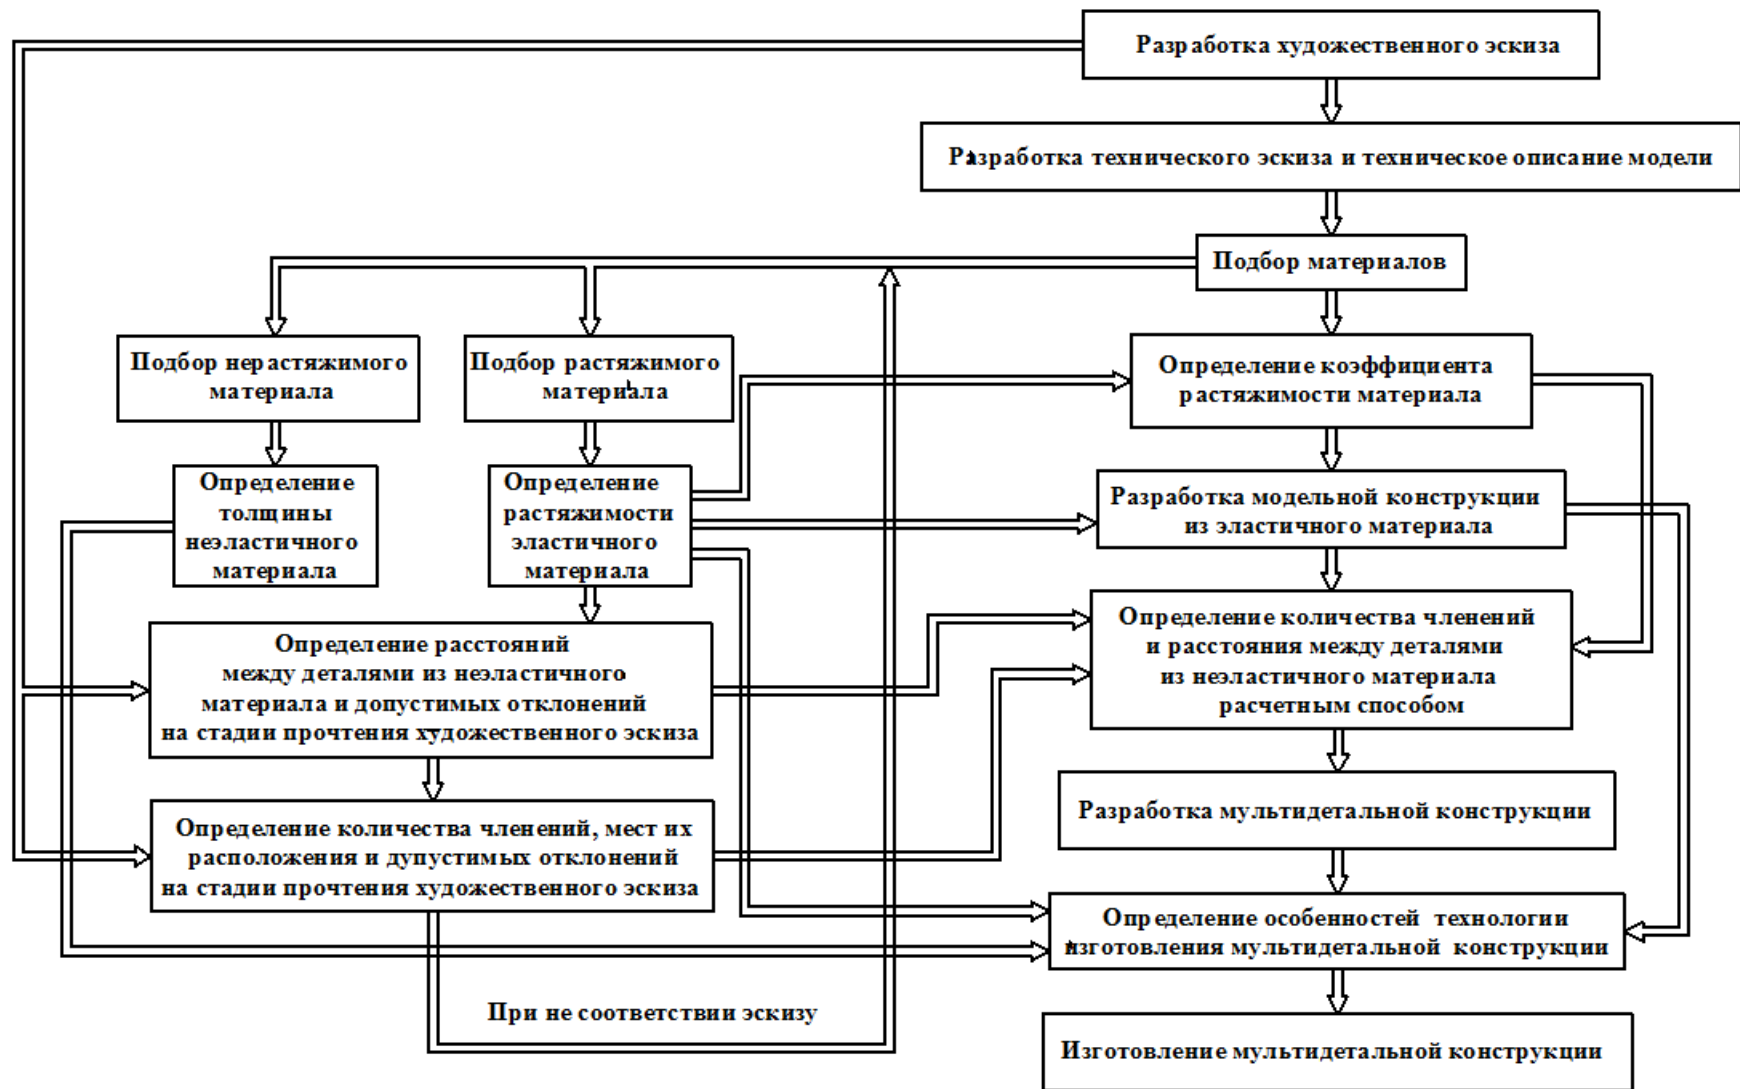 Разработка художественного эскиза
Разработка технического эскиза и техническое описание модели
Подбор материалов
Подбор нерастяжимого
материала
Подбор растяжимого
материала
Определение коэффициента
растяжимости материала
Определение
толщины
неэластичного
материала
Определение
растяжимости
эластичного
материала
Разработка модельной конструкции
из эластичного материала
Определение расстояний
между деталями из неэластичного
материала и допустимых отклонений
на стадии прочтения художественного эскиза
Определение количества членений
и расстояния между деталями
из неэластичного материала
расчетным способом
Разработка мультидетальной конструкции
Определение количества членений, мест их
расположения и дупустимых отклонений
на стадии прочтения художественного эскиза
Определение особенностей технологии
изготовления мультидетальной конструкции
При не соответствии эскизу
Изготовление мультидетальной конструкции